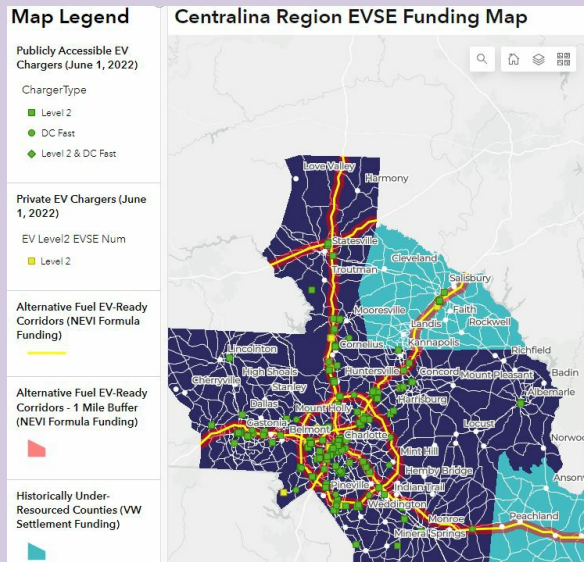 Map Legend
Centralina Region EVSE Funding Map
Publicly Accessible EV
Chargers (June 1, 2022)
ChargerType
Level 2
DC Fast
Level 2 & DC Fast
Private EV Chargers (June
1, 2022)
EV Level2 EVSE Num
Level 2
Alternative Fuel EV-Ready
Corridors (NEVI Formula
Funding)
Alternative Fuel EV-Ready
Corridors - 1 Mile Buffer
(NEVI Formula Funding)
Historically Under-
Resourced Counties (VW
Settlement Funding)
Love Valley
Harmony
Statesville
Cleveland
Troutman
Salisbury
Mooresville
Faith
Landis
Rockwell
Lincolnton
Cornelius
Kannapolis
Richfield
High Shoals
Huntersville
Concord
Mount Pleasant
Badin
Cherryville
Stanley
Albemarle
Dallas
Mount Holly
Harrisburg
Gastonia
Belmont
Charlotte
Locust
Norwoo
Mint Hill
Hemby Bridge
Ansonv
Pineville
Indian Trail
Weddington
Monroe
Peachland
Mineral Springs